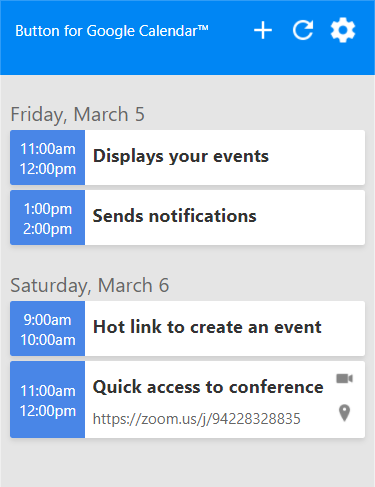 Button for Google Calendar™
Friday, March 5
11:00am
12:00pm
Displays your events
1:00pm
2:00pm
Sends notifications
Saturday, March 6
9:00am
10:00am
Hot link to create an event
11:00am
12:00pm
Quick access to conference
https://zoom.us/j/94228328835